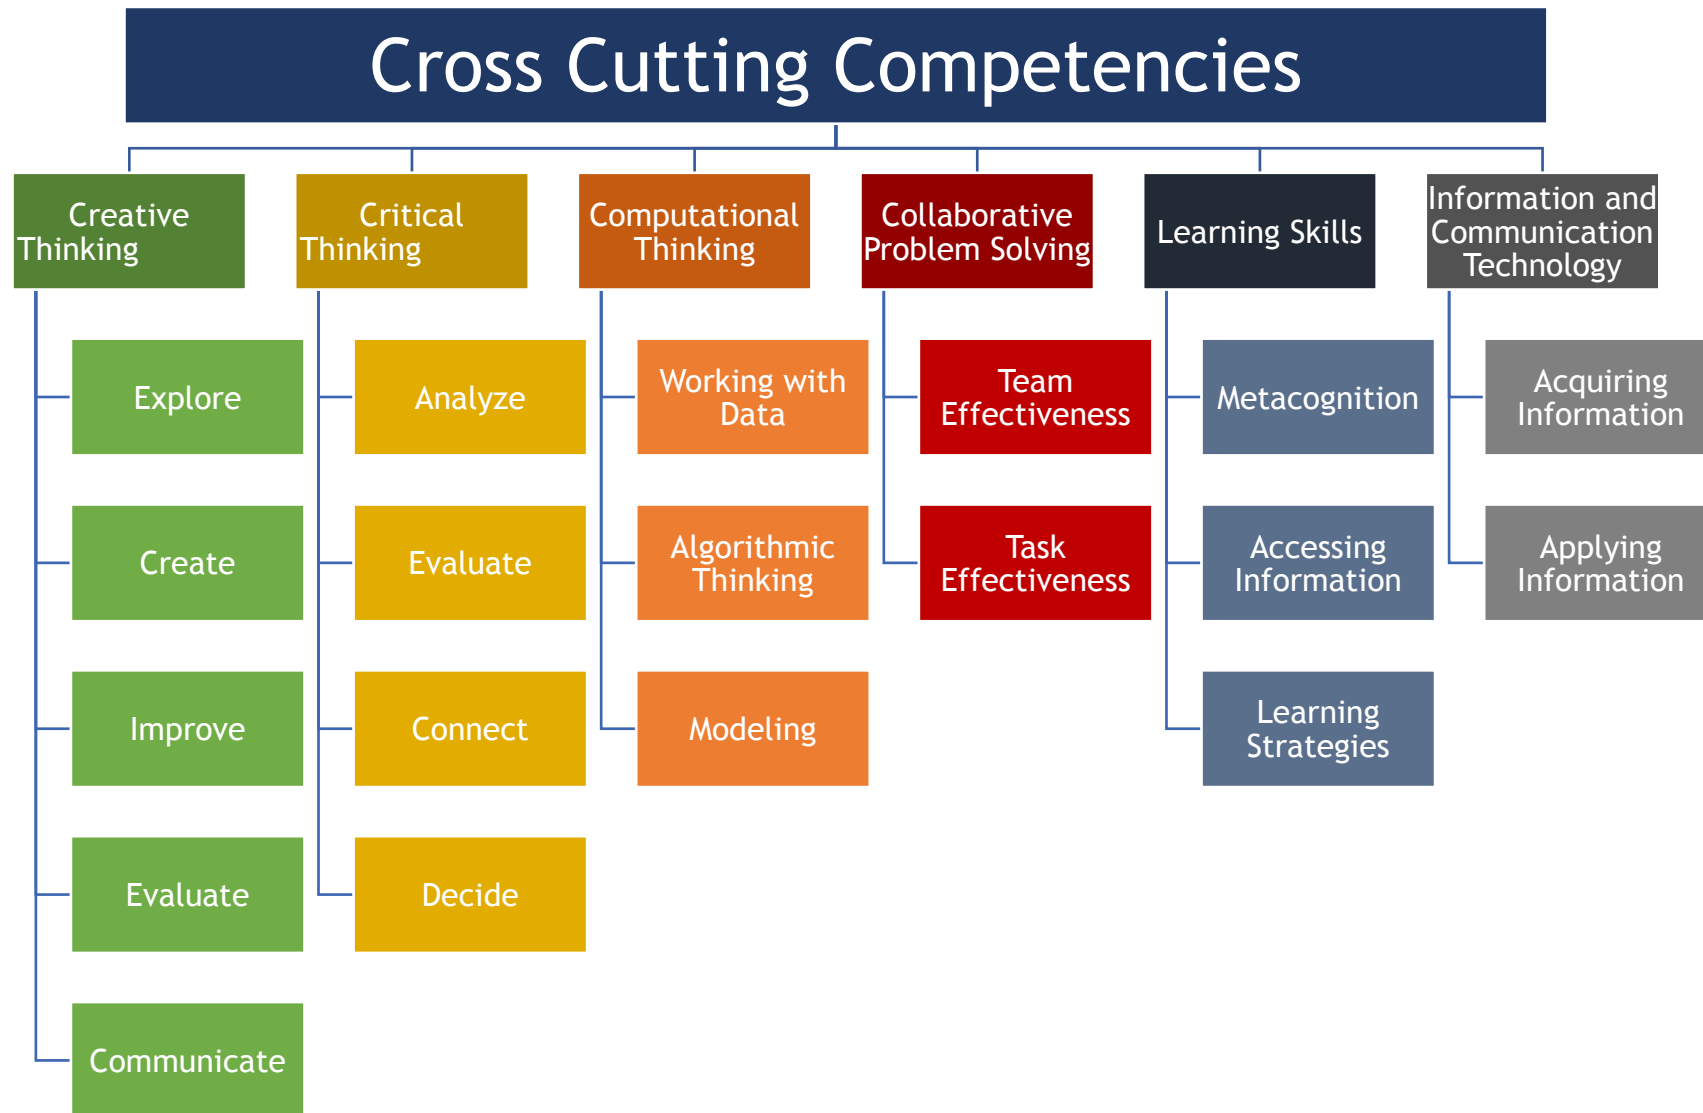 Cross Cutting Competencies
Creative
Thinking
Explore
Create
Improve
Evaluate
Communicate
Critical
Thinking
Analyze
Evaluate
Connect
Decide
Computational
Thinking
Working with
Data
Algorithmic
Thinking
Modeling
Collaborative
Problem Solving
Team
Effectiveness
Task
Effectiveness
Learning Skills
Metacognition
Accessing
Information
Learning
Strategies
Information and
Communication
Technology
Acquiring
Information
Applying
Information